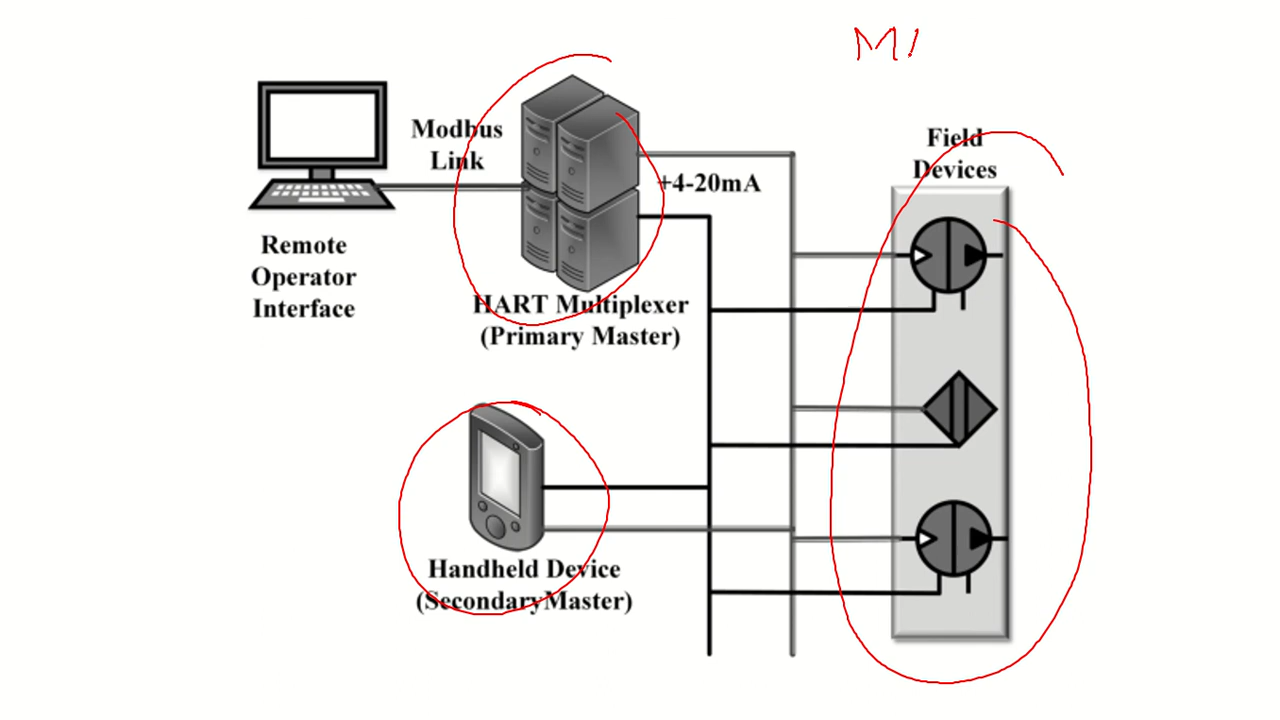 Modbus
Link
+4-20mA
Field
Devices
Remote
Operator
Interface
HART Multiplexer
(Primary Master)
Handheld Device
(SecondaryMaster)